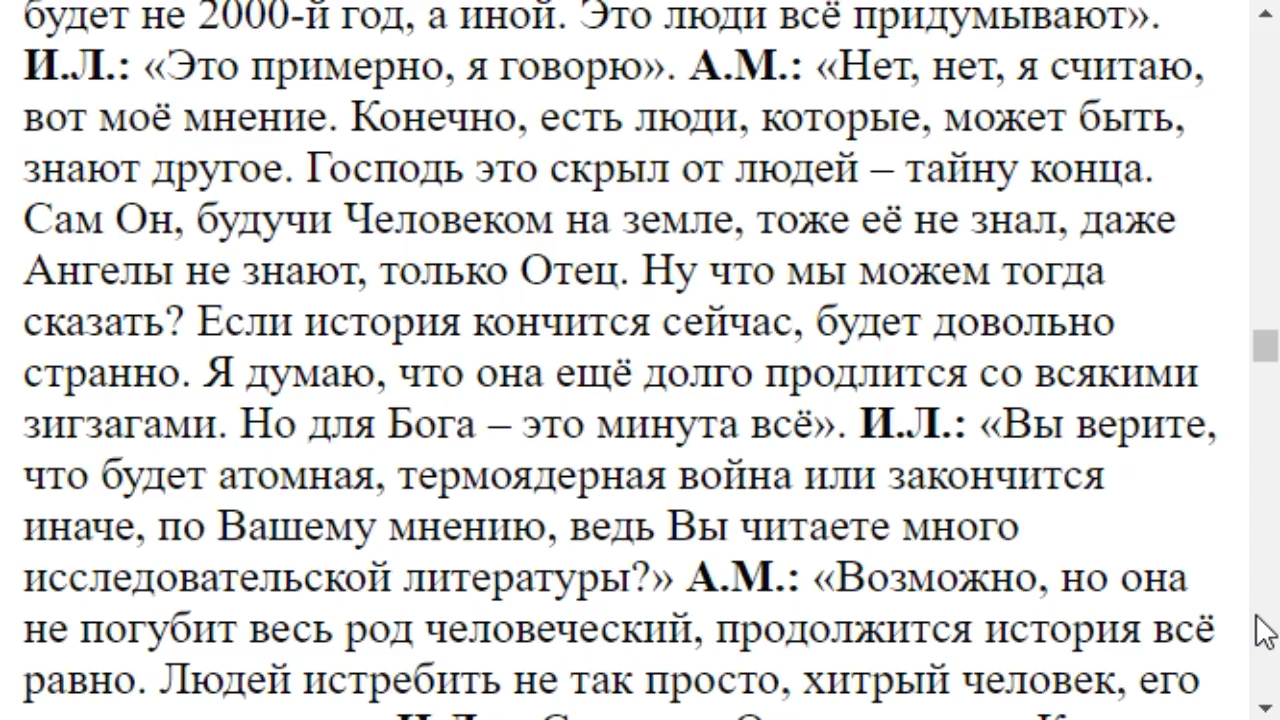 будет не 2000-й год, а иной. Это люди всё придумывают».
И.Л.: «Это примерно, я говорю». А.М.: «Нет, нет, я считаю,
вот моё мнение. Конечно, есть люди, которые, может быть,
знают другое. Господь это скрыл от людей – тайну конца.
Сам Он, будучи Человеком на земле, тоже её не знал, даже
Ангелы не знают, только Отец. Ну что мы можем тогда
сказать? Если история кончится сейчас, будет довольно
странно. Я думаю, что она ещё долго продлится со всякими
зигзагами. Но для Бога – это минута всё». И.Л.: «Вы верите,
что будет атомная, термоядерная война или закончится
иначе, по Вашему мнению, ведь Вы читаете много
исследовательской литературы?» А.М.: «Возможно, но она
не погубит весь род человеческий, продолжится история всё
равно. Людей истребить не так просто, хитрый человек, его